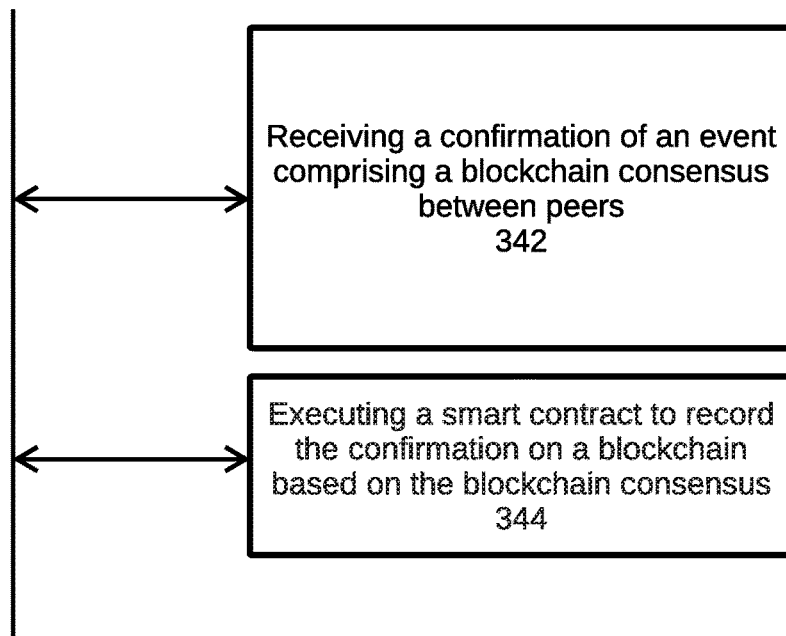 Receiving a confirmation of an event
comprising a blockchain consensus
between peers
342
Executing a smart contract to record
the confirmation on a blockchain
based on the blockchain consensus
344